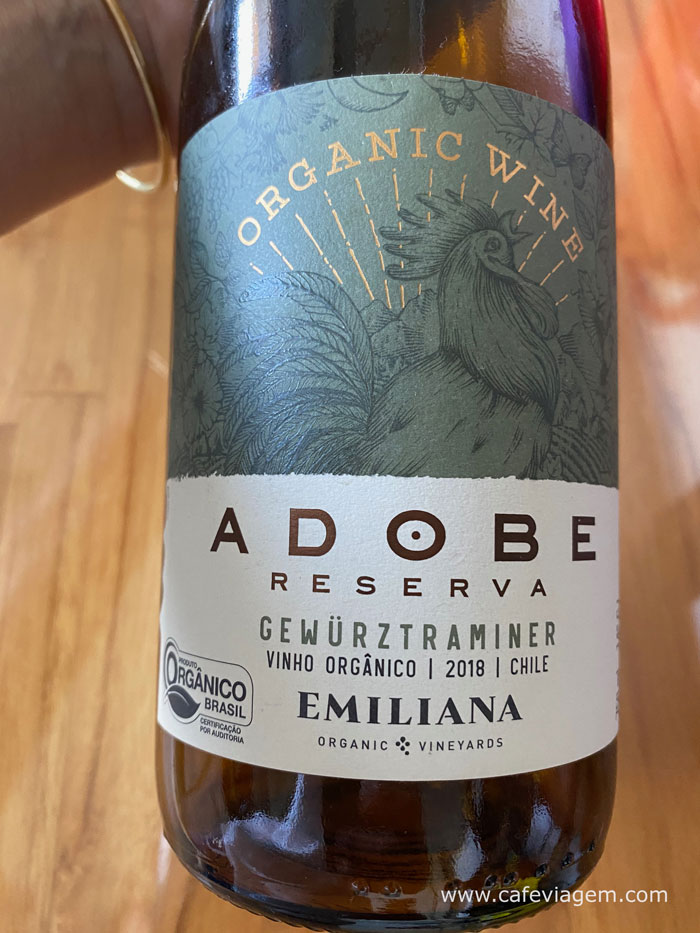 ORGANIC WINE
ADOBE
RESERVA
GEWÜRZTRAMINER
VINHO ORGÂNICO | 2018 | CHILE
PRODUTO
ORGÂNICO
BRASIL
CERTIFICAÇÃO
POR AUDITORIA
EMILIANA
ORGANIC VINEYARDS
www.cafeviagem.com